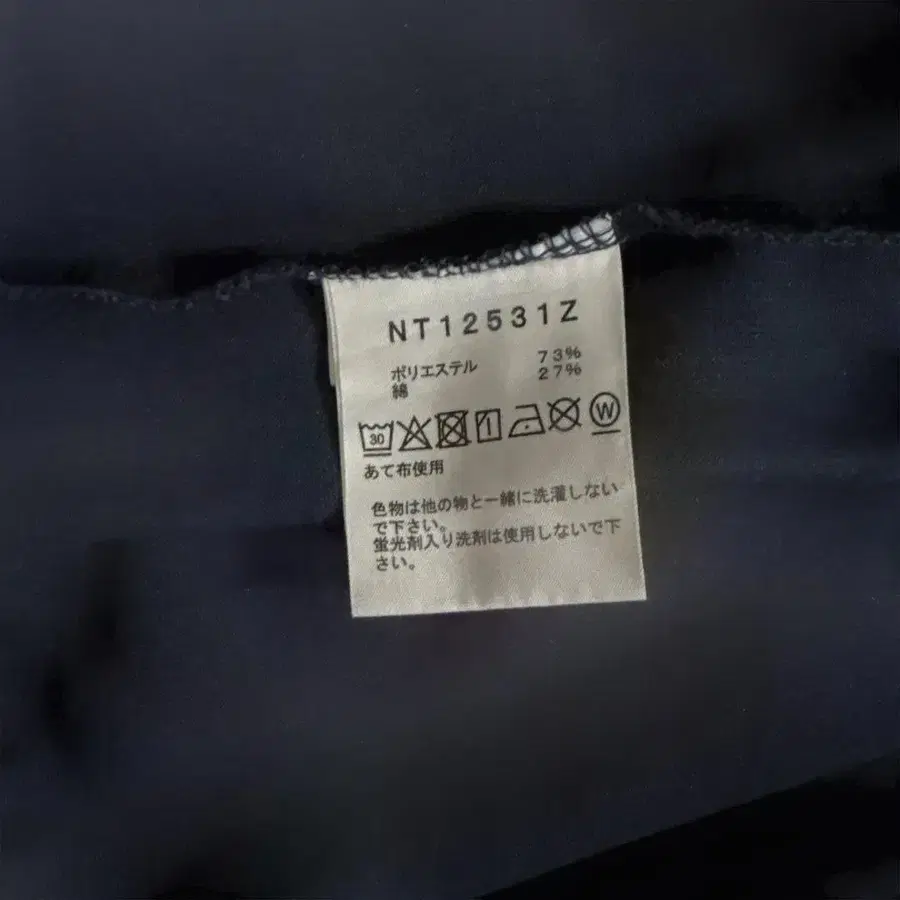 NT12531Z
ポリエステル 73%
綿 27%
30 W
あて布使用
色物は他の物と一緒に洗濯しない
で下さい。
蛍光剤入り洗剤は使用しないで下
さい。